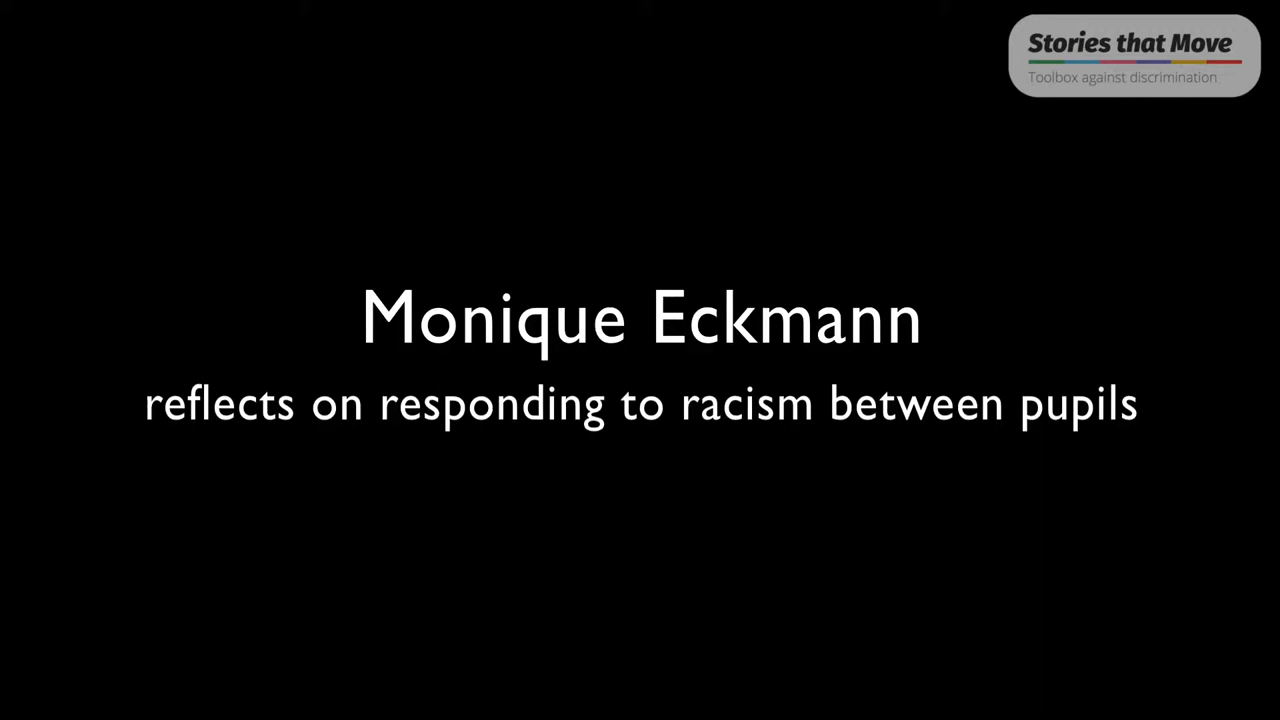 Stories that Move
Toolbox against discrimination
Monique Eckmann
reflects on responding to racism between pupils